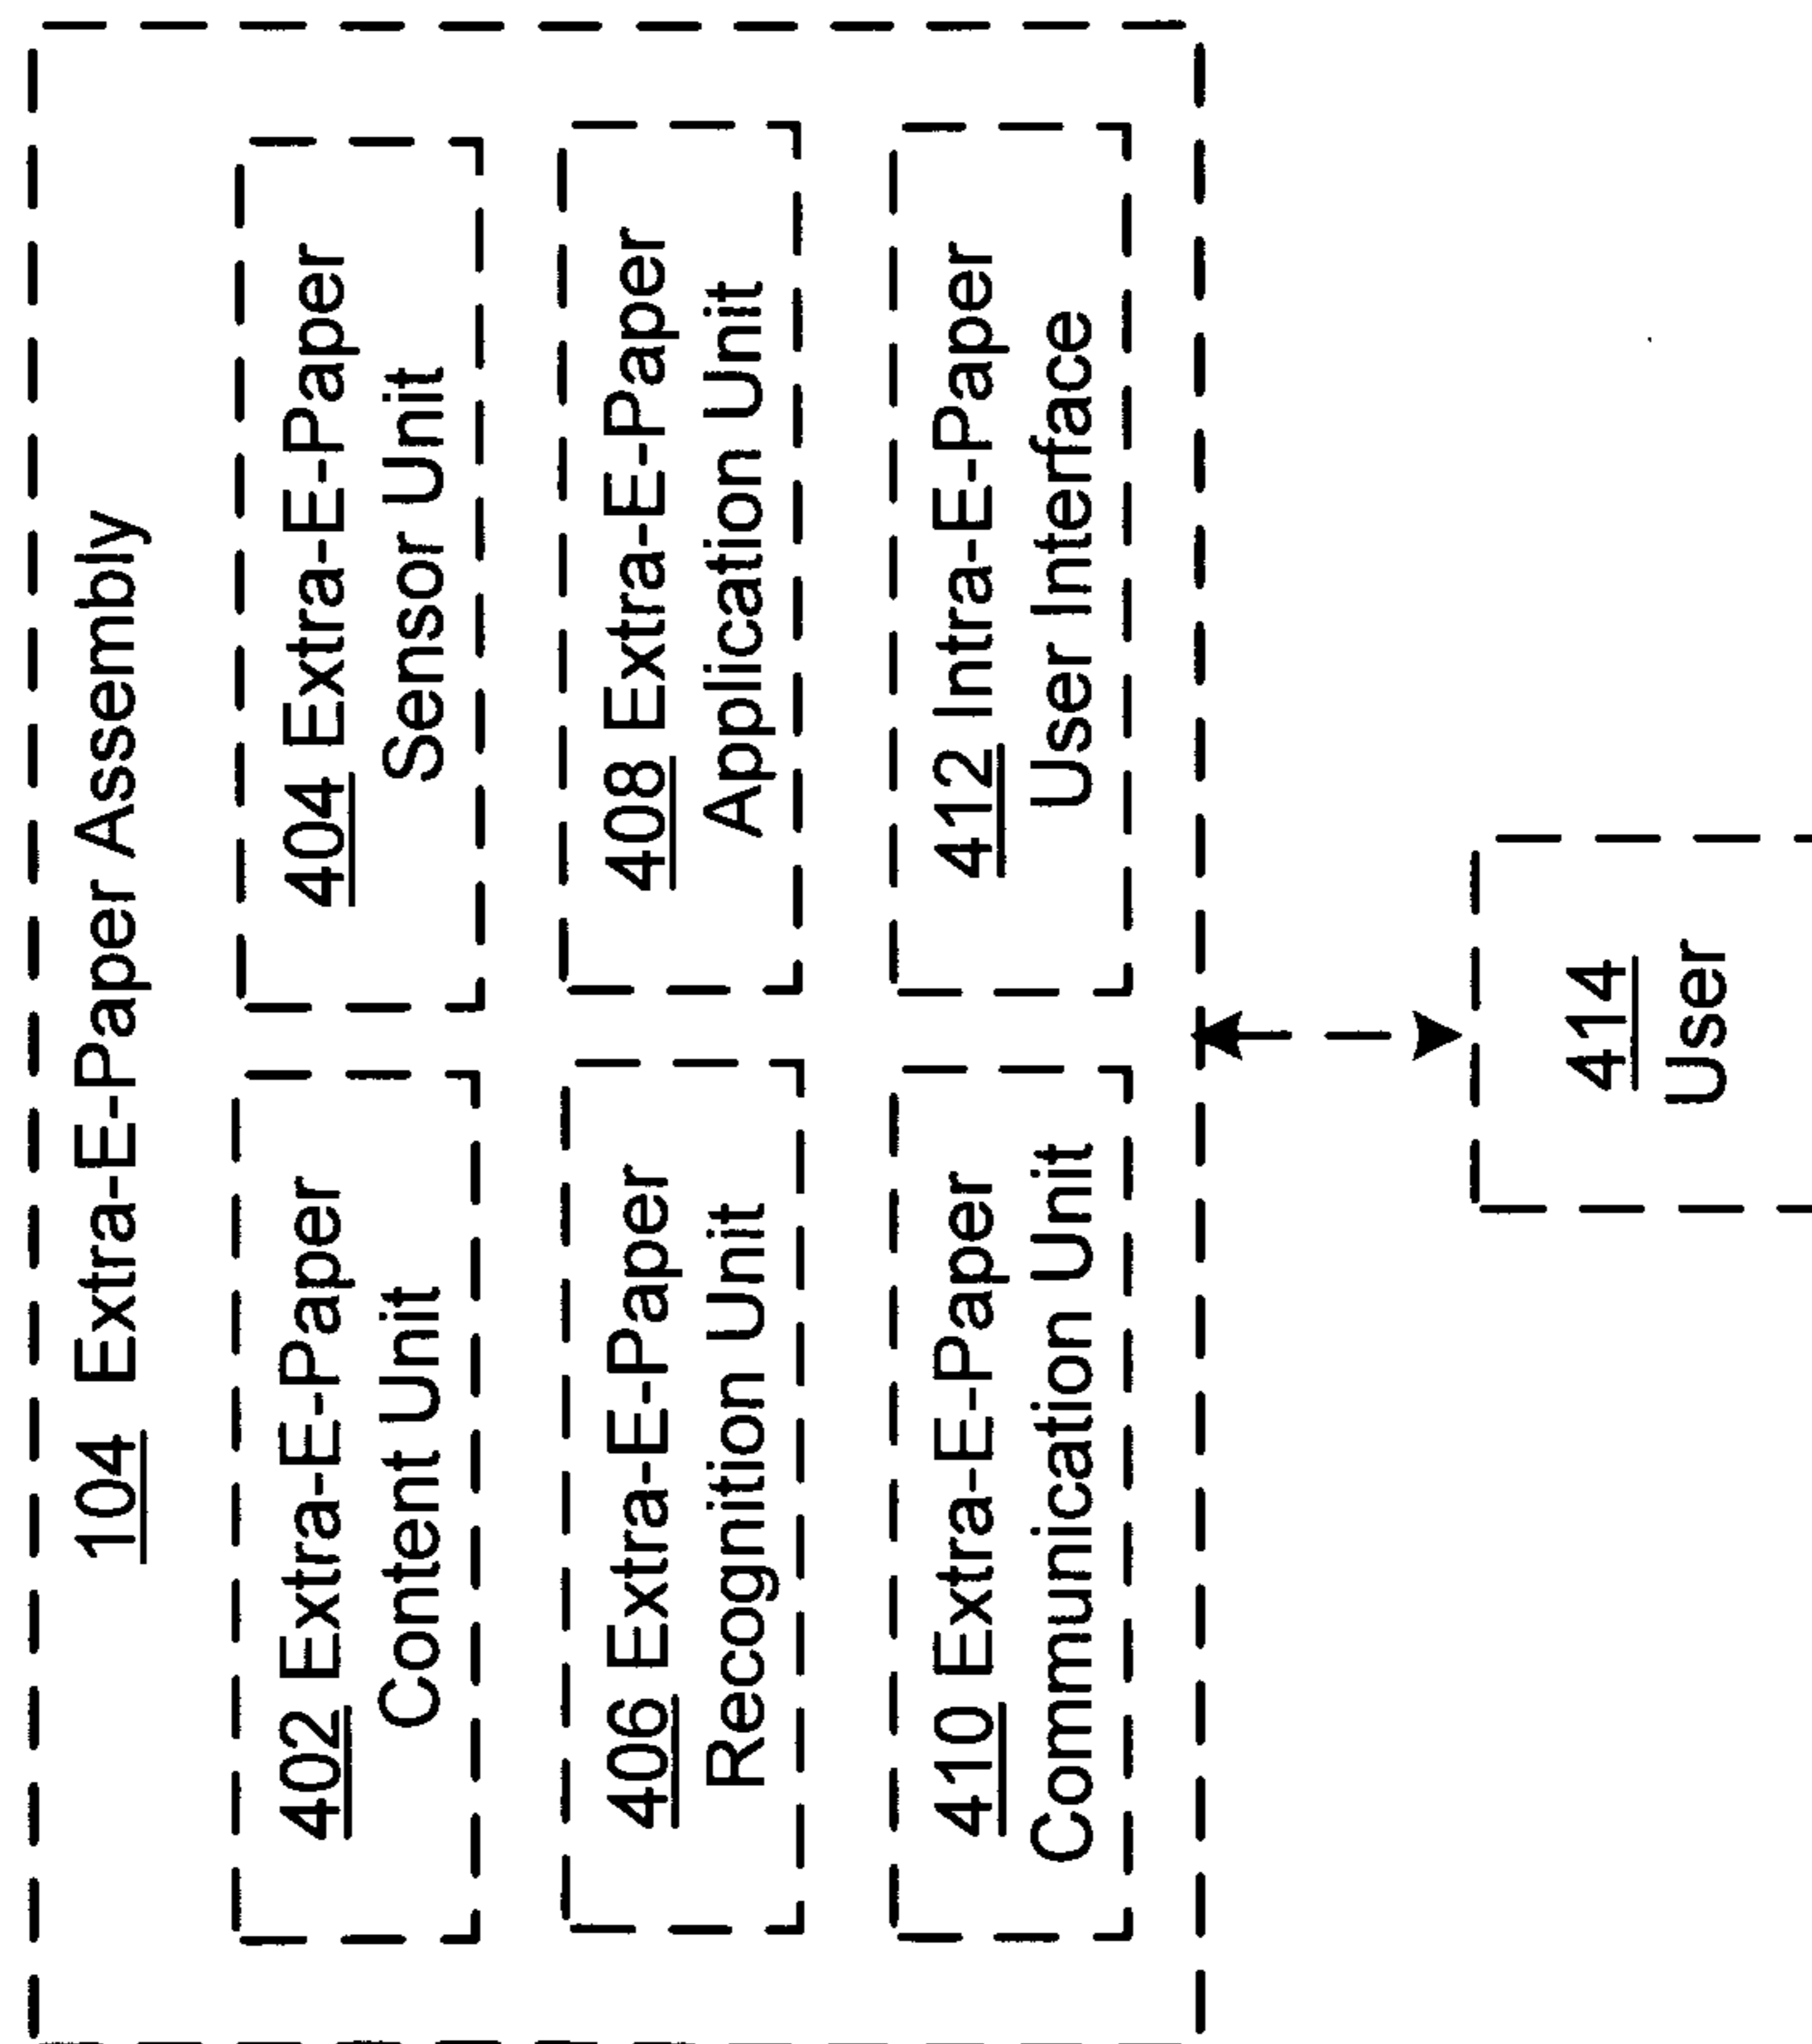 104 Extra-E-Paper Assembly
402 Extra-E-Paper
Content Unit
404 Extra-E-Paper
Sensor Unit
406 Extra-E-Paper
Recognition Unit
408 Extra-E-Paper
Application Unit
410 Extra-E-Paper
Communication Unit
412 Intra-E-Paper
User Interface
414
User